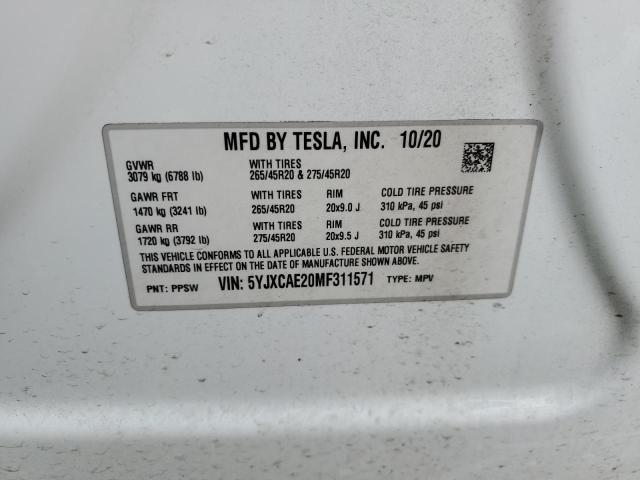 MFD BY TESLA, INC. 10/20
GVWR WITH TIRES
3079 kg (6788 lb) 265/45R20 & 275/45R20
GAWR FRT WITH TIRES RIM COLD TIRE PRESSURE
1470 kg (3241 lb) 265/45R20 20x9.0 J 310 kPa, 45 psi
GAWR RR WITH TIRES RIM COLD TIRE PRESSURE
1720 kg (3792 lb) 275/45R20 20x9.5 J 310 kPa, 45 psi
THIS VEHICLE CONFORMS TO ALL APPLICABLE U.S. FEDERAL MOTOR VEHICLE SAFETY
STANDARDS IN EFFECT ON THE DATE OF MANUFACTURE SHOWN ABOVE.
PNT: PPSW VIN: 5YJXCAE20MF311571 TYPE: MPV